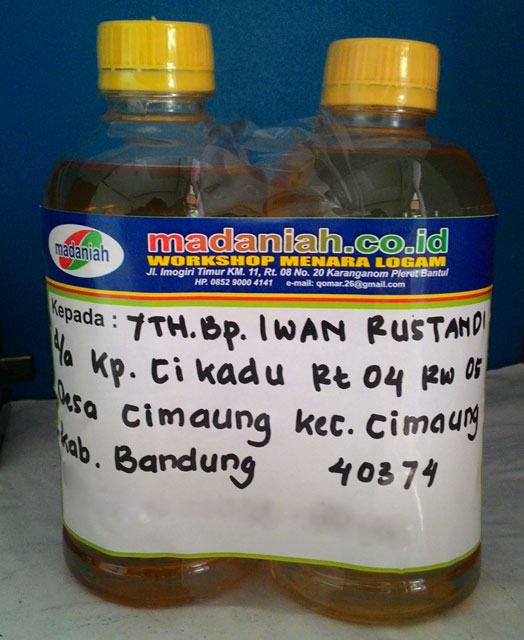 madaniah
madaniah.co.id
WORKSHOP MENARA LOGAM
Jl. Imogiri Timur KM. 11, Rt. 08 No. 20 Karanganom Pleret Bantul
HP. 0852 9000 4141 e-mail: qomar.26@gmail.com
Kepada : YTH. Bp. IWAN RUSTANDI
d/a Kp. Cikadu Rt 04 RW 05
Desa Cimaung kec. Cimaung
kab. Bandung 40374